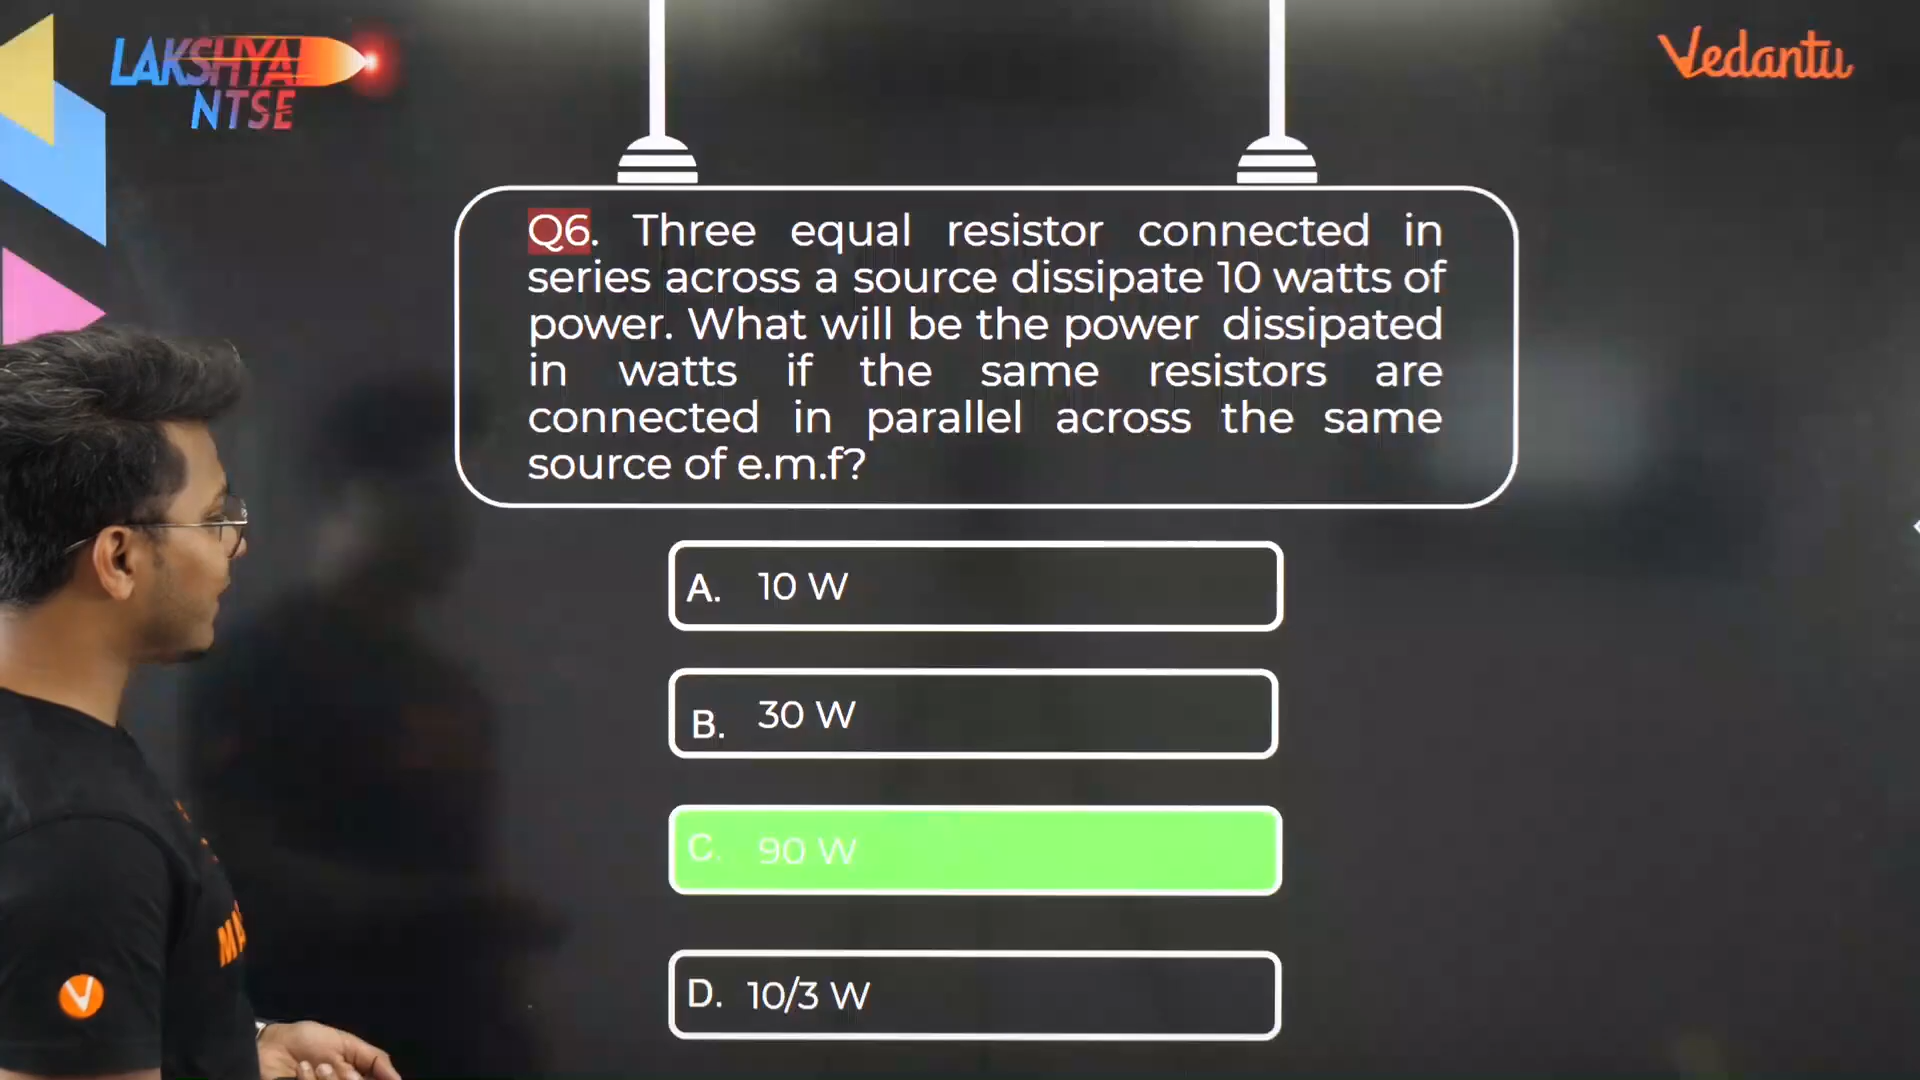 LAKSHYA
NTSE
Vedantu
Q6. Three equal resistor connected in
series across a source dissipate 10 watts of
power. What will be the power dissipated
in watts if the same resistors are
connected in parallel across the same
source of e.m.f?
A. 10 W
B. 30 W
C. 90 W
D. 10/3 W
V